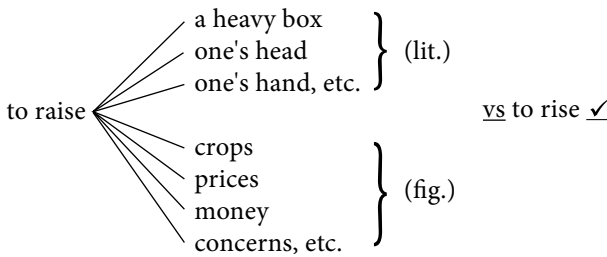 a heavy box
one's head (lit.)
one's hand, etc.
to raise vs to rise ✓
crops
prices
(fig.)
money
concerns, etc.